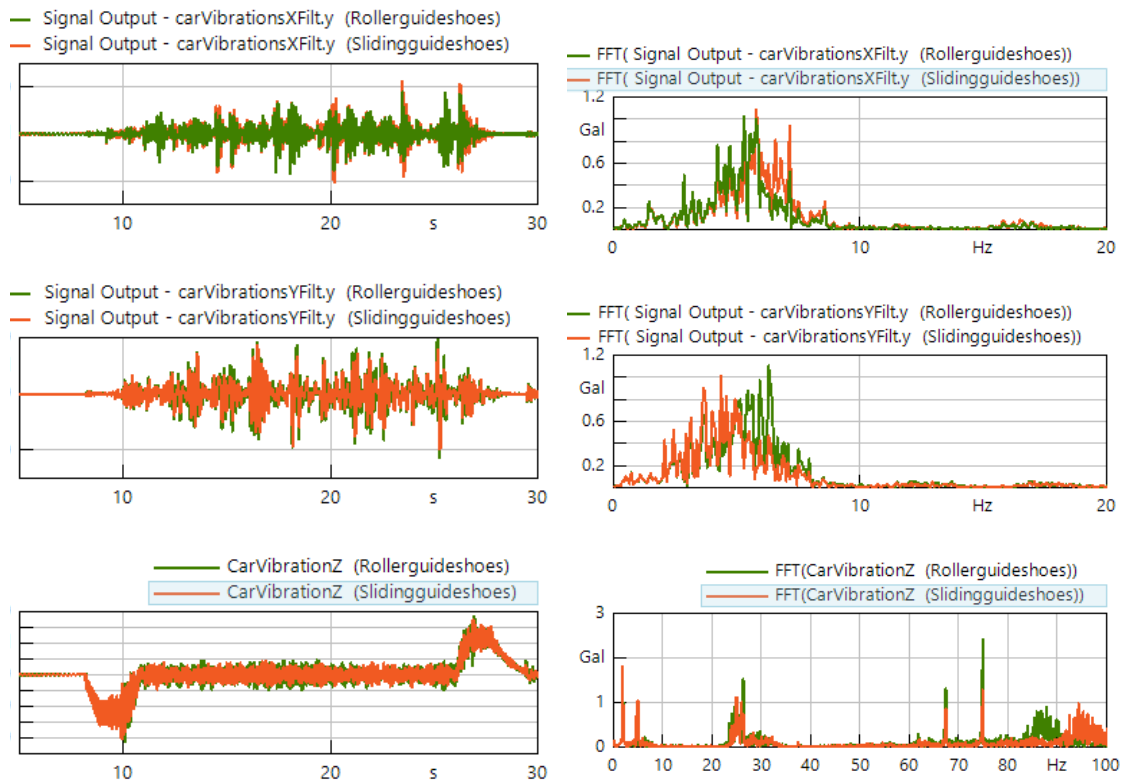 Signal Output - carVibrationsXFilt.y (Rollerguideshoes)
Signal Output - carVibrationsXFilt.y (Slidingguideshoes)
10
20
s
30
FFT( Signal Output - carVibrationsXFilt.y (Rollerguideshoes))
FFT( Signal Output - carVibrationsXFilt.y (Slidingguideshoes))
1.2
Gal
0.6
0.2
0
10
Hz
20
Signal Output - carVibrationsYFilt.y (Rollerguideshoes)
Signal Output - carVibrationsYFilt.y (Slidingguideshoes)
10
20
s
30
FFT( Signal Output - carVibrationsYFilt.y (Rollerguideshoes))
FFT( Signal Output - carVibrationsYFilt.y (Slidingguideshoes))
1.2
Gal
0.6
0.2
0
10
Hz
20
CarVibrationZ (Rollerguideshoes)
CarVibrationZ (Slidingguideshoes)
10
20
s
30
FFT(CarVibrationZ (Rollerguideshoes))
FFT(CarVibrationZ (Slidingguideshoes))
3
Gal
1
0
0 10 20 30 40 50 60 70 80 Hz 100